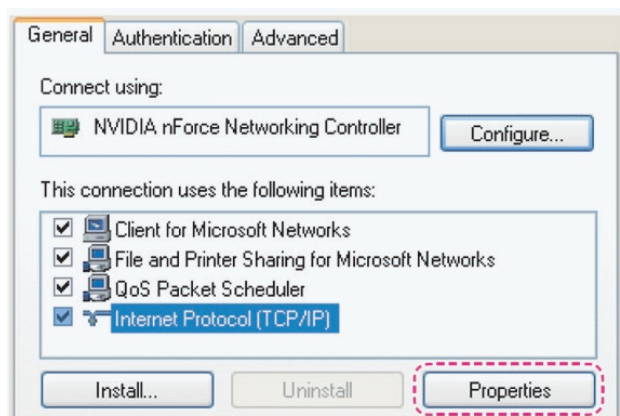 General Authentication Advanced
Connect using:
NVIDIA nForce Networking Controller Configure...
This connection uses the following items:
Client for Microsoft Networks
File and Printer Sharing for Microsoft Networks
QoS Packet Scheduler
Internet Protocol (TCP/IP)
Install... Uninstall Properties